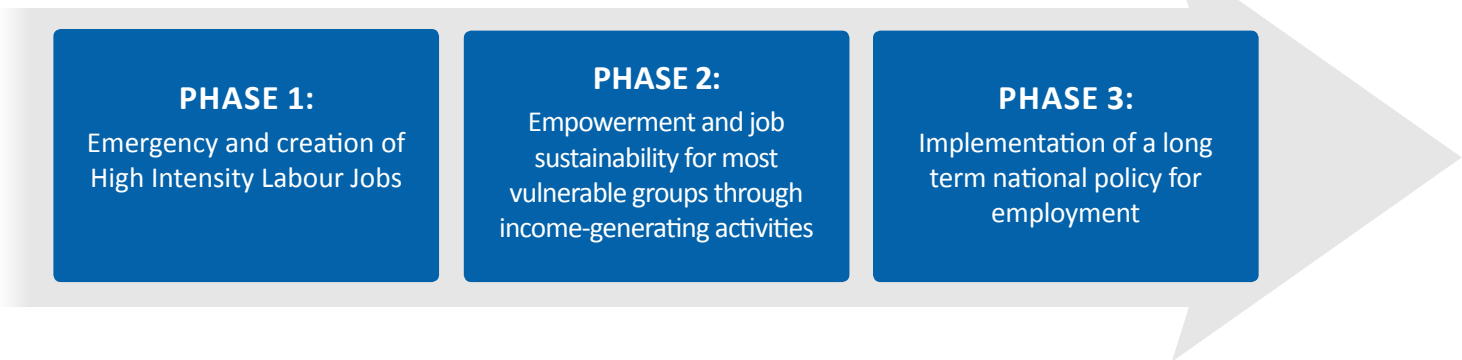 PHASE 1:
Emergency and creation of
High Intensity Labour Jobs
PHASE 2:
Empowerment and job
sustainability for most
vulnerable groups through
income-generating activities
PHASE 3:
Implementation of a long
term national policy for
employment